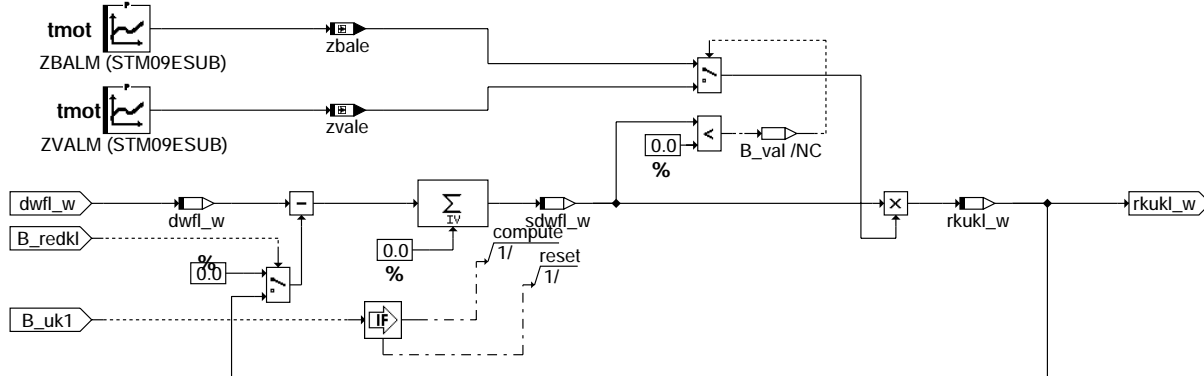 P
tmot
zbale
ZBALM (STM09ESUB)
P
tmot
zvale
ZVALM (STM09ESUB)
<
0.0
%
B_val /NC
dwfl_w
dwfl_w
−
Σ
IV
sdwfl_w
×
rkukl_w
rkukl_w
B_redkl
0.0
%
compute
1/
reset
1/
%
0.0
B_uk1
IF